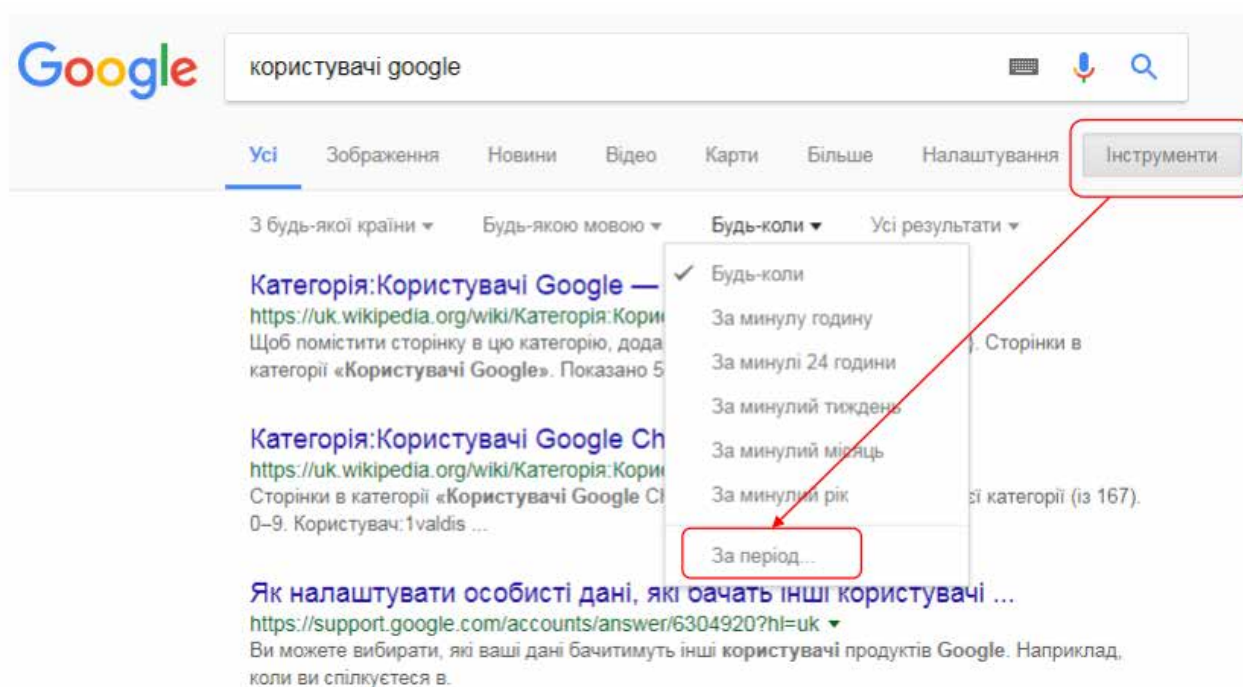 Google
користувачі google
Усі Зображення Новини Відео Карти Більше Налаштування Інструменти
З будь-якої країни Будь-якою мовою Будь-коли Усі результати
Будь-коли
За минулу годину
За минулі 24 години
За минулий тиждень
За минулий місяць
За минулий рік
За період...
Категорія:Користувачі Google —
https://uk.wikipedia.org/wiki/Категорія:Кори
Щоб помістити сторінку в цю категорію, дода ). Сторінки в
категорії «Користувачі Google». Показано 5
Категорія:Користувачі Google Ch
https://uk.wikipedia.org/wiki/Категорія:Кори
Сторінки в категорії «Користувачі Google Ch єї категорії (із 167).
0–9. Користувач:1valdis ...
Як налаштувати особисті дані, які бачать інші користувачі ...
https://support.google.com/accounts/answer/6304920?hl=uk
Ви можете вибирати, які ваші дані бачитимуть інші користувачі продуктів Google. Наприклад,
коли ви спілкуєтеся в.